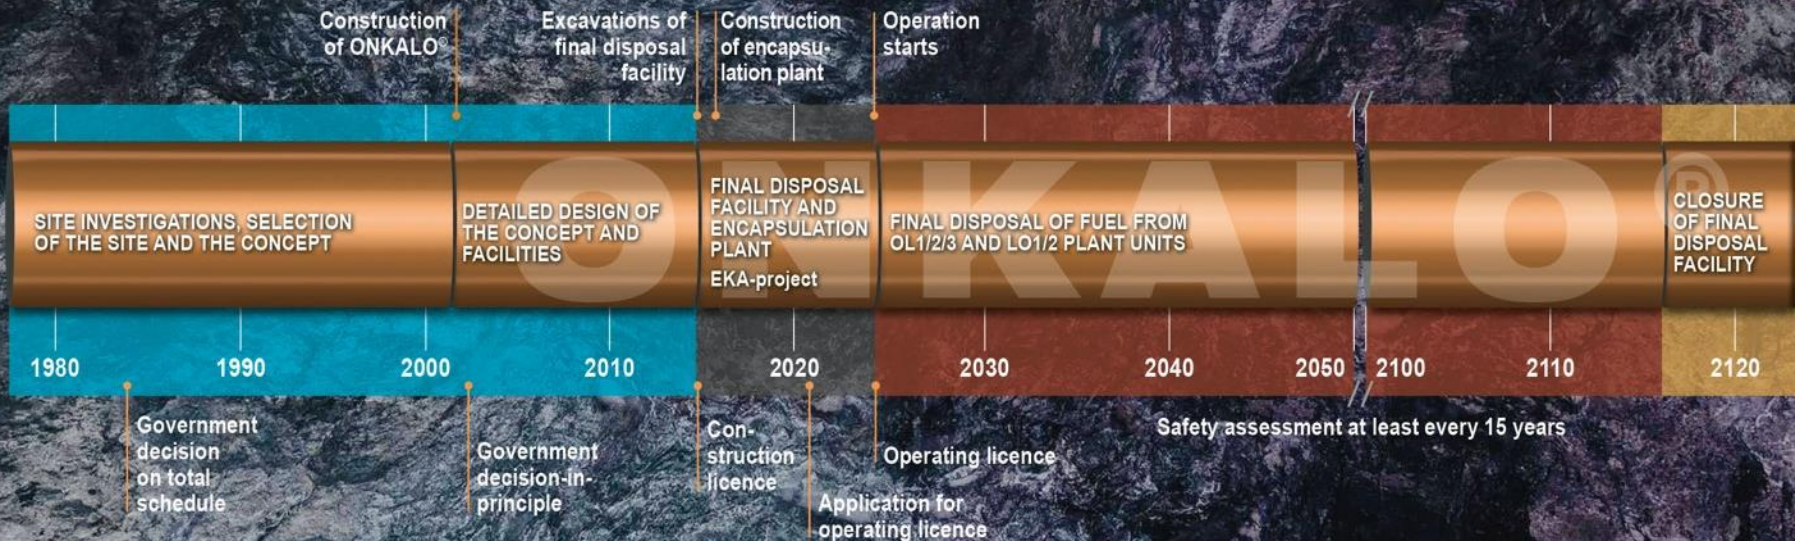 Construction
of ONKALO©
Excavations of
final disposal
facility
Construction
of encapsu-
lation plant
Operation
starts
ONKALO®
SITE INVESTIGATIONS, SELECTION
OF THE SITE AND THE CONCEPT
DETAILED DESIGN OF
THE CONCEPT AND
FACILITIES
FINAL DISPOSAL
FACILITY AND
ENCAPSULATION
PLANT
EKA-project
FINAL DISPOSAL OF FUEL FROM
OL1/2/3 AND LO1/2 PLANT UNITS
CLOSURE
OF FINAL
DISPOSAL
FACILITY
1980 1990 2000 2010 2020 2030 2040 2050 2100 2110 2120
Government
decision
on total
schedule
Government
decision-in-
principle
Con-
struction
licence
Application for
operating licence
Operating licence
Safety assessment at least every 15 years